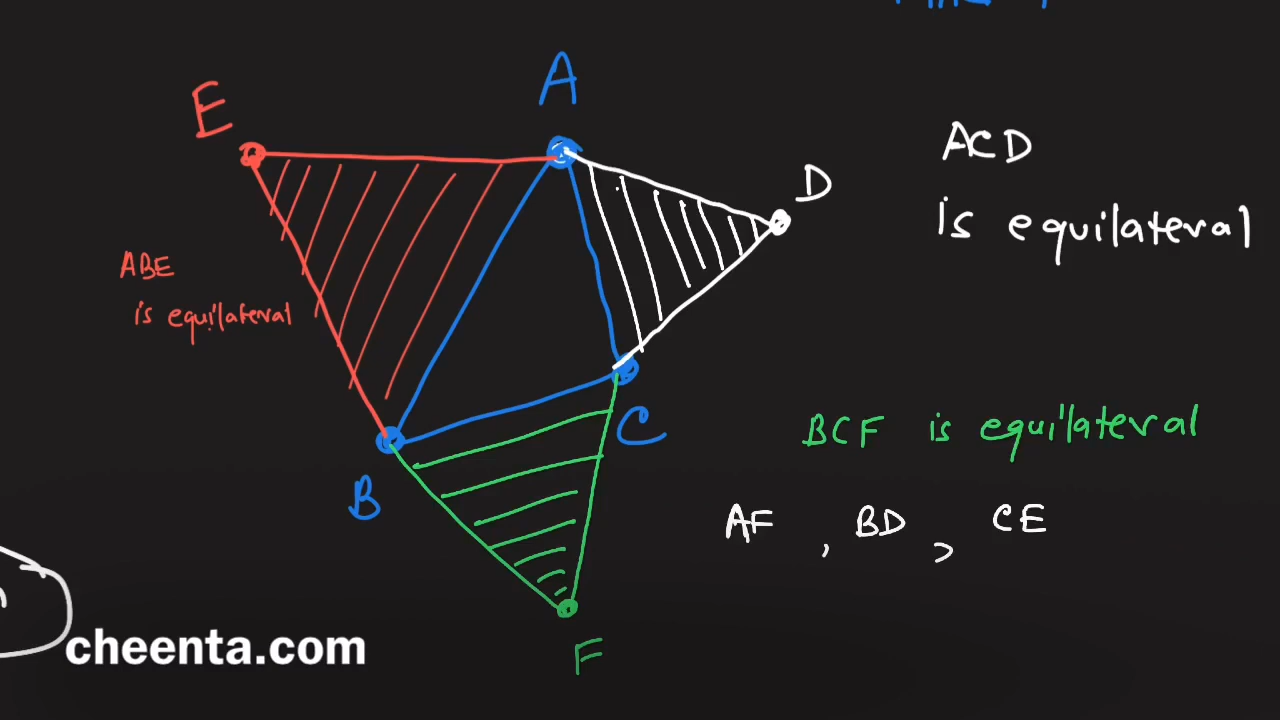 A
E
D
ACD
is equilateral
ABE
is equilateral
C
BCF is equilateral
B
AF , BD , CE
F
cheenta.com